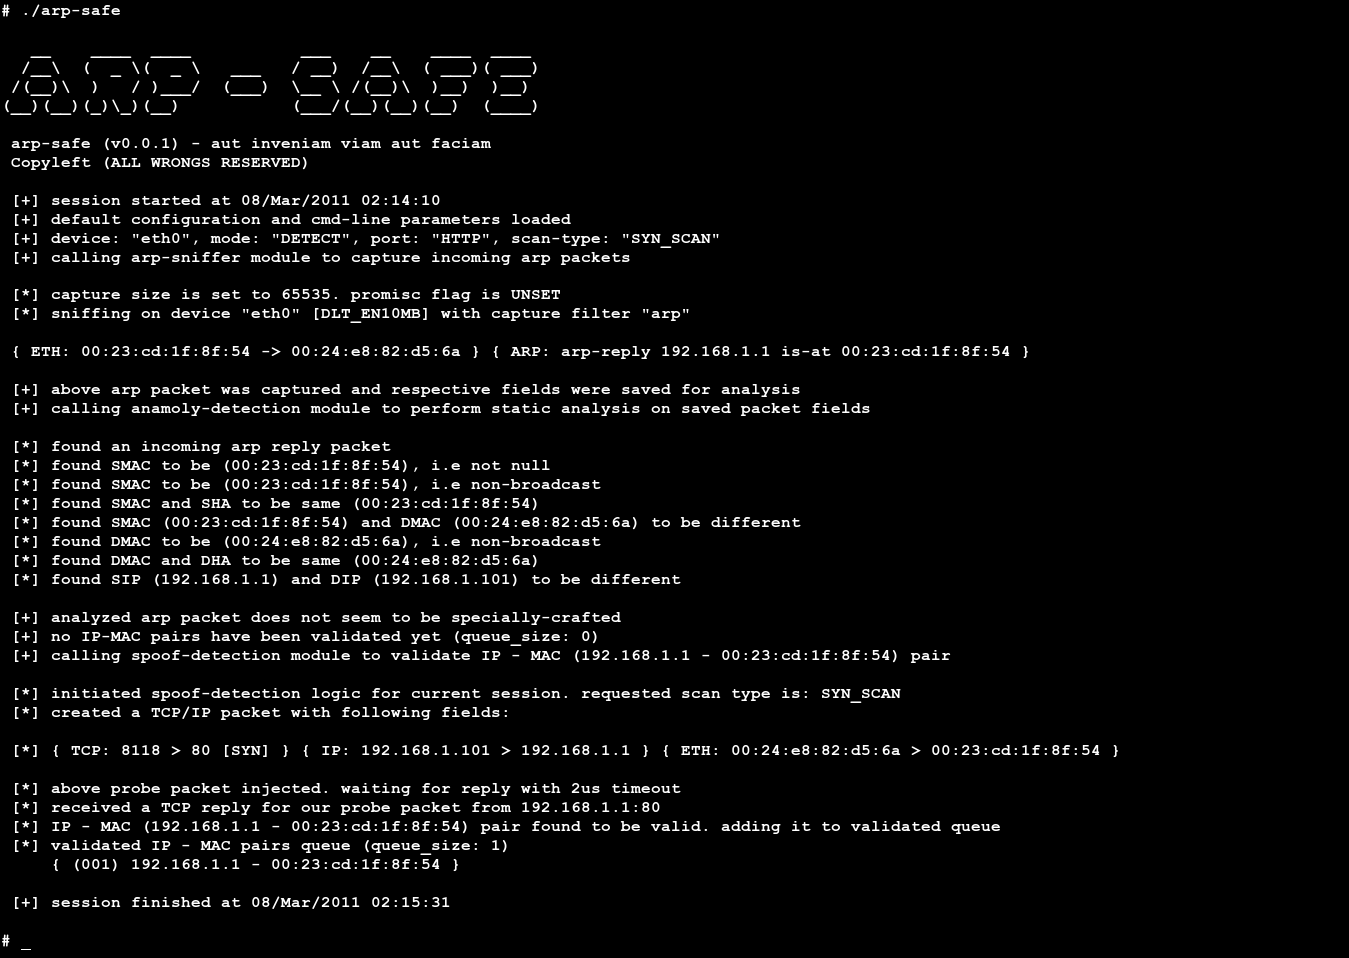 # ./arp-safe
ARP - SAFE
arp-safe (v0.0.1) - aut inveniam viam aut faciam
Copyleft (ALL WRONGS RESERVED)
[+] session started at 08/Mar/2011 02:14:10
[+] default configuration and cmd-line parameters loaded
[+] device: "eth0", mode: "DETECT", port: "HTTP", scan-type: "SYN_SCAN"
[+] calling arp-sniffer module to capture incoming arp packets
[*] capture size is set to 65535. promisc flag is UNSET
[*] sniffing on device "eth0" [DLT_EN10MB] with capture filter "arp"
{ ETH: 00:23:cd:1f:8f:54 -> 00:24:e8:82:d5:6a } { ARP: arp-reply 192.168.1.1 is-at 00:23:cd:1f:8f:54 }
[+] above arp packet was captured and respective fields were saved for analysis
[+] calling anamoly-detection module to perform static analysis on saved packet fields
[*] found an incoming arp reply packet
[*] found SMAC to be (00:23:cd:1f:8f:54), i.e not null
[*] found SMAC to be (00:23:cd:1f:8f:54), i.e non-broadcast
[*] found SMAC and SHA to be same (00:23:cd:1f:8f:54)
[*] found SMAC (00:23:cd:1f:8f:54) and DMAC (00:24:e8:82:d5:6a) to be different
[*] found DMAC to be (00:24:e8:82:d5:6a), i.e non-broadcast
[*] found DMAC and DHA to be same (00:24:e8:82:d5:6a)
[*] found SIP (192.168.1.1) and DIP (192.168.1.101) to be different
[+] analyzed arp packet does not seem to be specially-crafted
[+] no IP-MAC pairs have been validated yet (queue_size: 0)
[+] calling spoof-detection module to validate IP - MAC (192.168.1.1 - 00:23:cd:1f:8f:54) pair
[*] initiated spoof-detection logic for current session. requested scan type is: SYN_SCAN
[*] created a TCP/IP packet with following fields:
[*] { TCP: 8118 > 80 [SYN] } { IP: 192.168.1.101 > 192.168.1.1 } { ETH: 00:24:e8:82:d5:6a > 00:23:cd:1f:8f:54 }
[*] above probe packet injected. waiting for reply with 2us timeout
[*] received a TCP reply for our probe packet from 192.168.1.1:80
[*] IP - MAC (192.168.1.1 - 00:23:cd:1f:8f:54) pair found to be valid. adding it to validated queue
[*] validated IP - MAC pairs queue (queue_size: 1)
{ (001) 192.168.1.1 - 00:23:cd:1f:8f:54 }
[+] session finished at 08/Mar/2011 02:15:31
# _